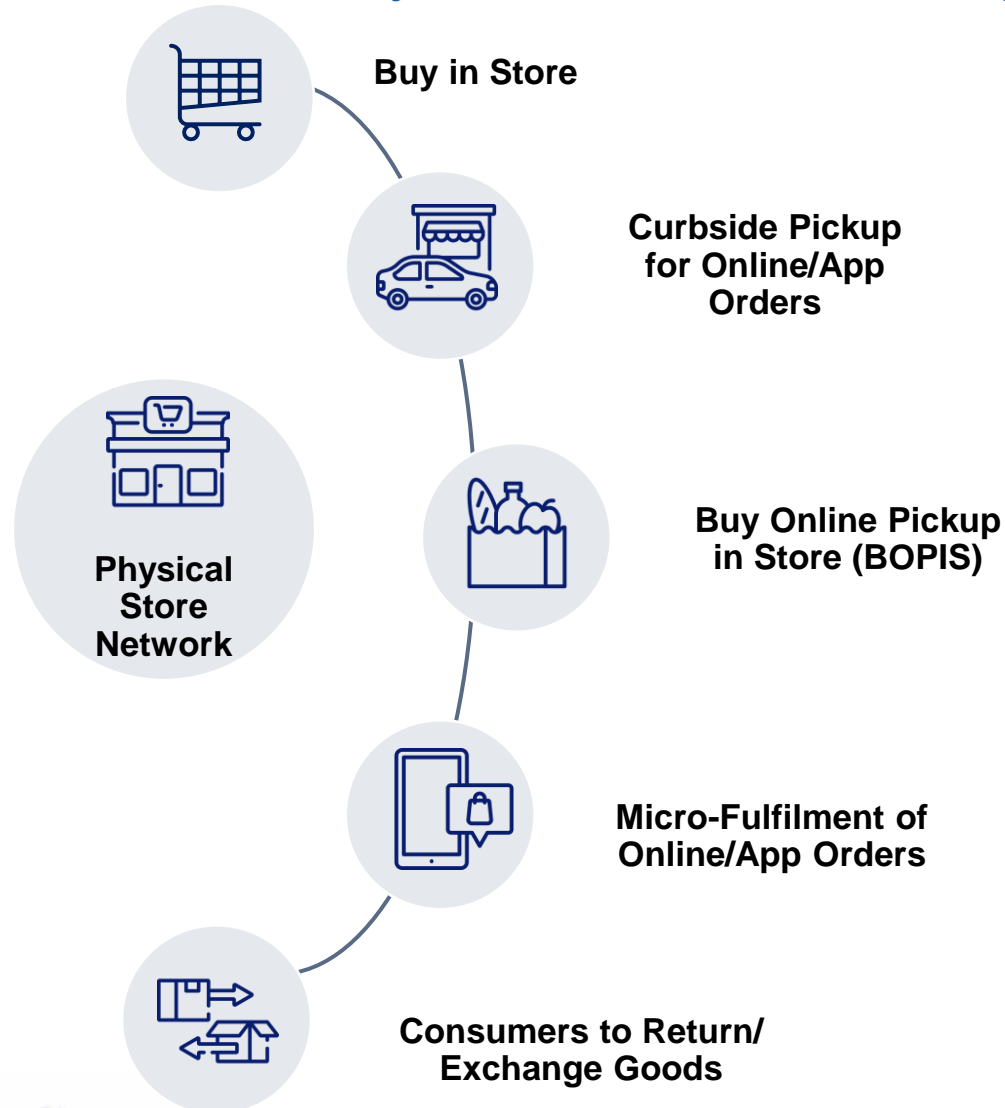 Buy in Store
Curbside Pickup
for Online/App
Orders
Physical
Store
Network
Buy Online Pickup
in Store (BOPIS)
Micro-Fulfilment of
Online/App Orders
Consumers to Return/
Exchange Goods